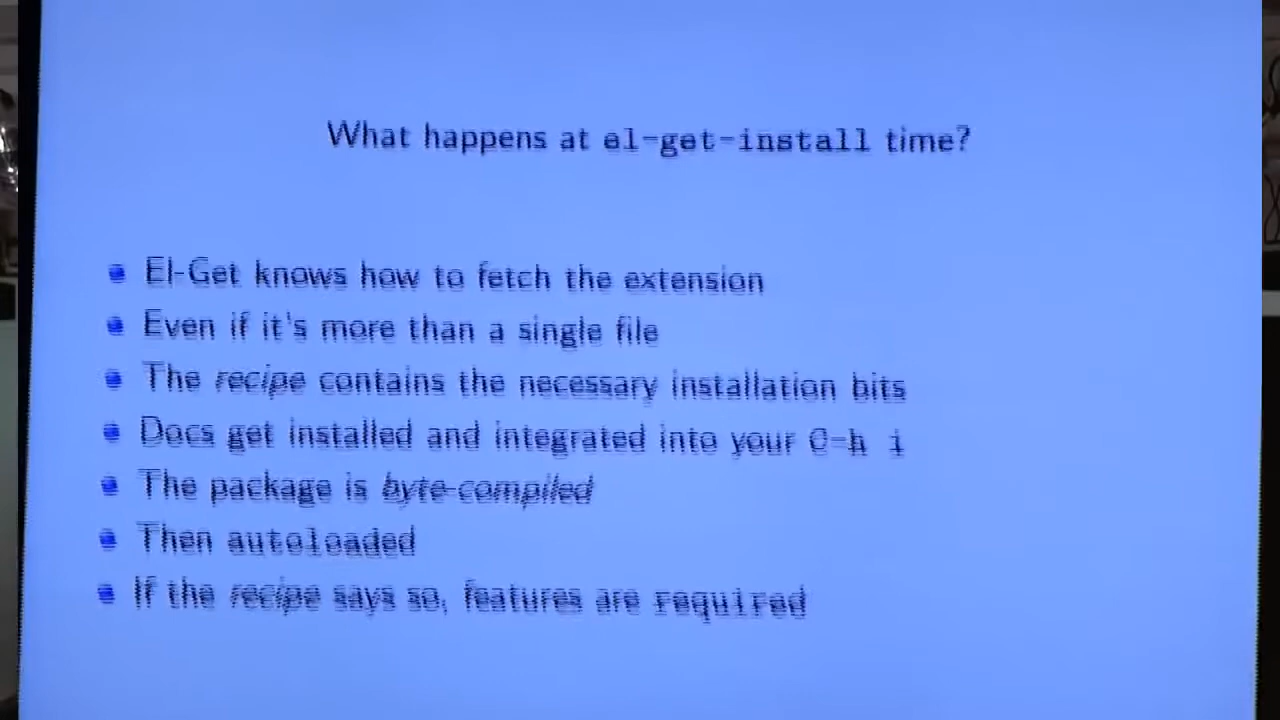 What happens at el-get-install time?
El-Get knows how to fetch the extension
Even if it's more than a single file
The recipe contains the necessary installation bits
Docs get installed and integrated into your C-h i
The package is byte-compiled
Then autoloaded
If the recipe says so, features are required